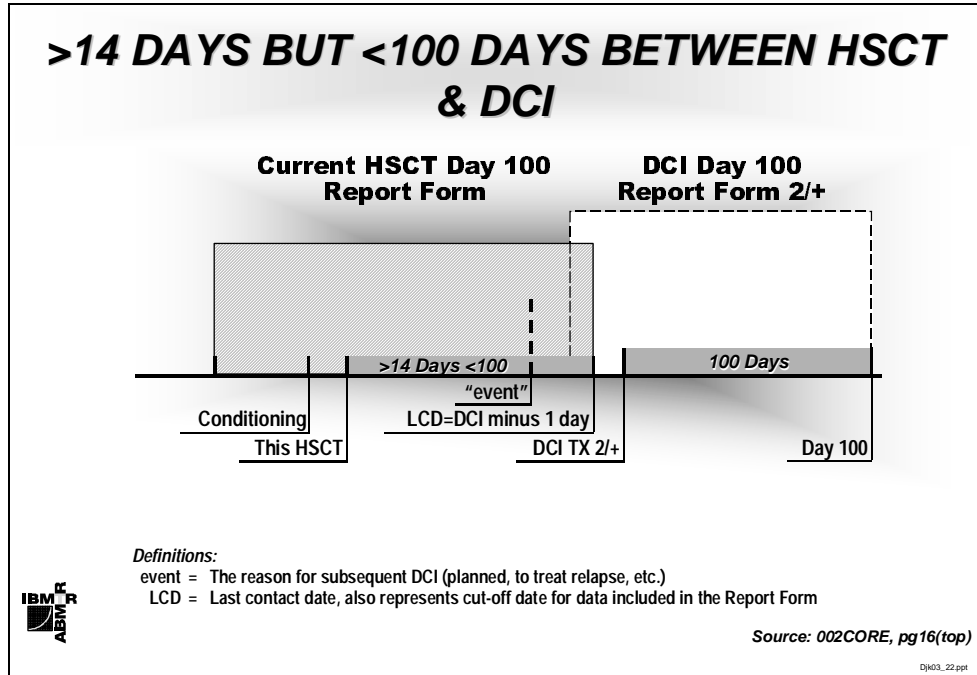 >14 DAYS BUT <100 DAYS BETWEEN HSCT
& DCI
Current HSCT Day 100
Report Form
DCI Day 100
Report Form 2/+
>14 Days <100
100 Days
“event”
Conditioning
LCD=DCI minus 1 day
This HSCT
DCI TX 2/+
Day 100
Definitions:
event = The reason for subsequent DCI (planned, to treat relapse, etc.)
LCD = Last contact date, also represents cut-off date for data included in the Report Form
IBMTR
ABMTR
Source: 002CORE, pg16(top)
Djk03_22.ppt